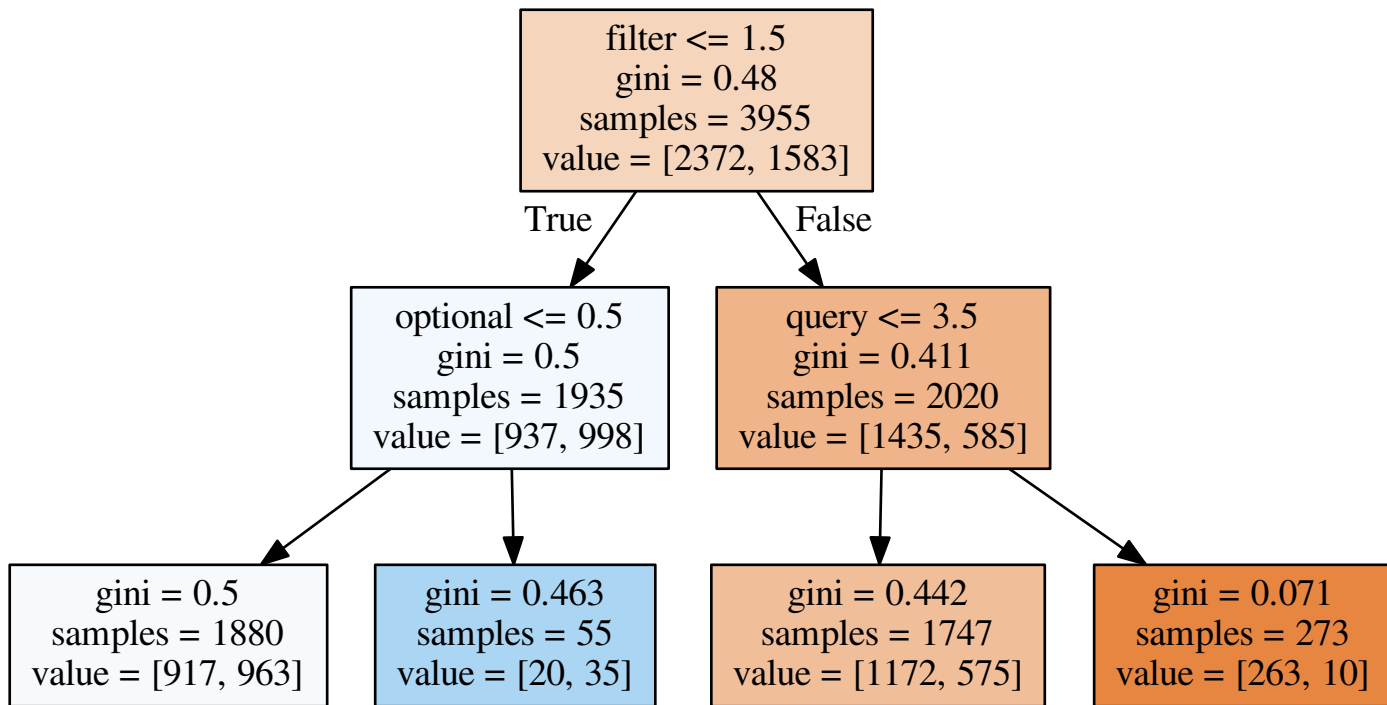 filter <= 1.5
gini = 0.48
samples = 3955
value = [2372, 1583]
True
False
optional <= 0.5
gini = 0.5
samples = 1935
value = [937, 998]
query <= 3.5
gini = 0.411
samples = 2020
value = [1435, 585]
gini = 0.5
samples = 1880
value = [917, 963]
gini = 0.463
samples = 55
value = [20, 35]
gini = 0.442
samples = 1747
value = [1172, 575]
gini = 0.071
samples = 273
value = [263, 10]